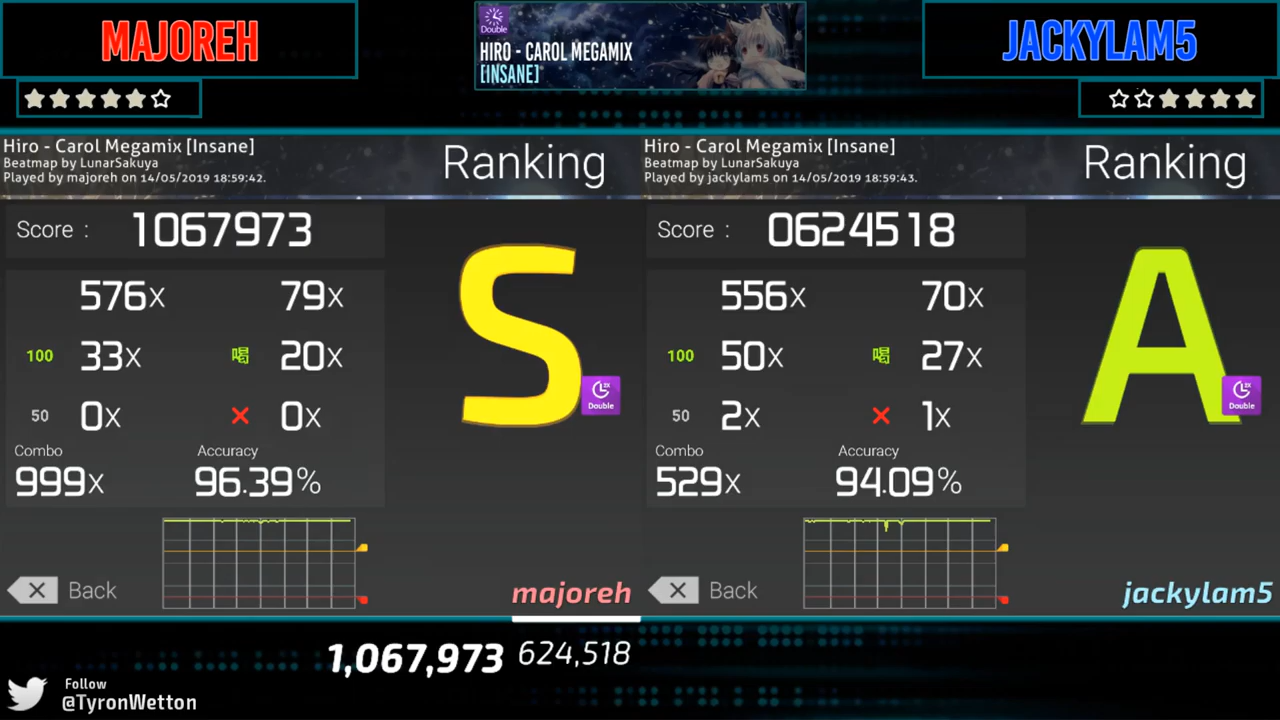 MAJOREH
Double
HIRO - CAROL MEGAMIX
[INSANE]
JACKYLAM5
Hiro - Carol Megamix [Insane]
Beatmap by LunarSakuya
Played by majoreh on 14/05/2019 18:59:42.
Ranking
Score : 1067973
576x 79x
100 33x 喝 20x
50 0x 0x
Combo Accuracy
999x 96.39%
S
2X
Double
Back
majoreh
Hiro - Carol Megamix [Insane]
Beatmap by LunarSakuya
Played by jackylam5 on 14/05/2019 18:59:43.
Ranking
Score : 0624518
556x 70x
100 50x 喝 27x
50 2x 1x
Combo Accuracy
529x 94.09%
A
2X
Double
Back
jackylam5
1,067,973 624,518
Follow
@TyronWetton